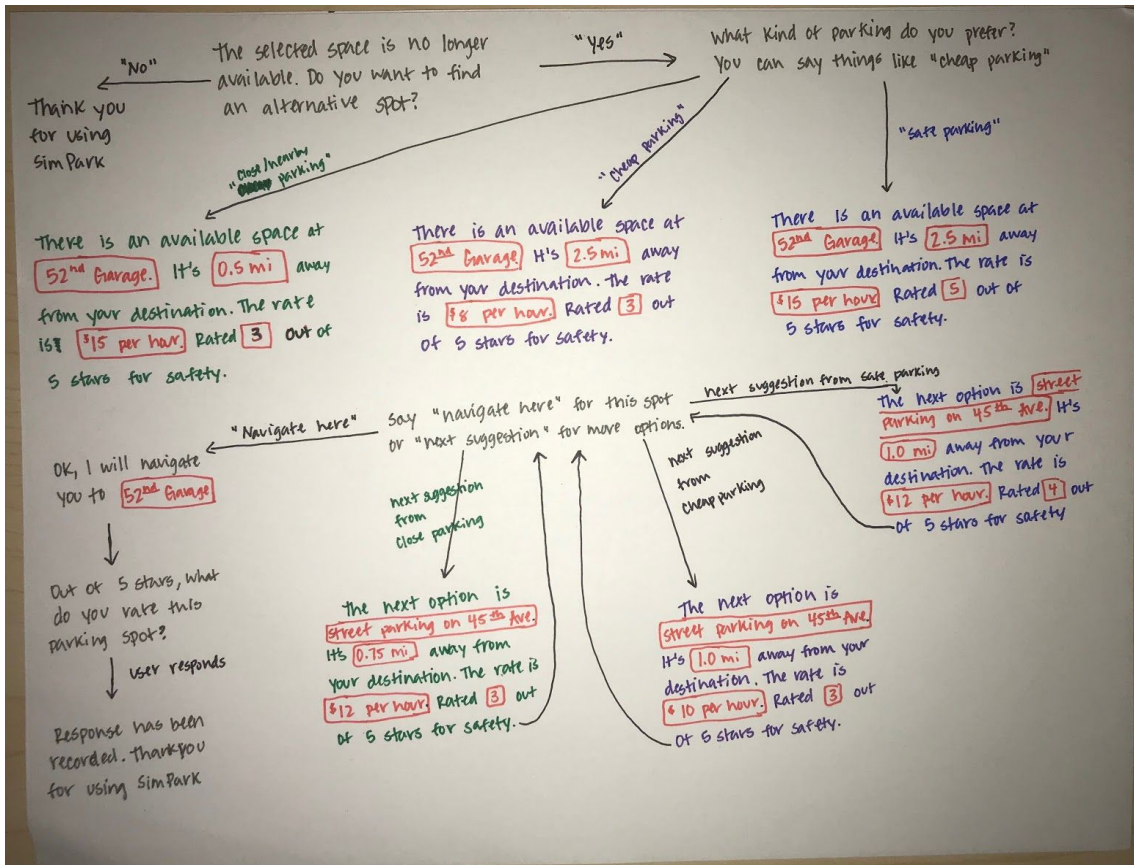 The selected space is no longer
available. Do you want to find
an alternative spot?
"No"
Thank you
for using
SimPark
"Yes"
What kind of parking do you prefer?
You can say things like "cheap parking"
"close/nearby
parking"
"cheap parking"
"safe parking"
There is an available space at
52nd Garage. It's 0.5 mi away
from your destination. The rate
is $15 per hour. Rated 3 out of
5 stars for safety.
There is an available space at
52nd Garage. It's 2.5 mi away
from your destination. The rate
is $8 per hour. Rated 3 out
of 5 stars for safety.
There is an available space at
52nd Garage. It's 2.5 mi away
from your destination. The rate is
$15 per hour. Rated 5 out of
5 stars for safety.
Say "navigate here" for this spot
or "next suggestion" for more options.
"Navigate here"
OK, I will navigate
you to 52nd Garage
Out of 5 stars, what
do you rate this
parking spot?
user responds
Response has been
recorded. Thankyou
for using SimPark
next suggestion
from
close parking
The next option is
street parking on 45th Ave.
It's 0.75 mi away from
your destination. The rate is
$12 per hour. Rated 3 out
of 5 stars for safety.
next suggestion
from
cheap parking
The next option is
street parking on 45th Ave.
It's 1.0 mi away from your
destination. The rate is
$10 per hour. Rated 3 out
of 5 stars for safety.
next suggestion from safe parking
The next option is street
parking on 45th Ave. It's
1.0 mi away from your
destination. The rate is
$12 per hour. Rated 4 out
of 5 stars for safety